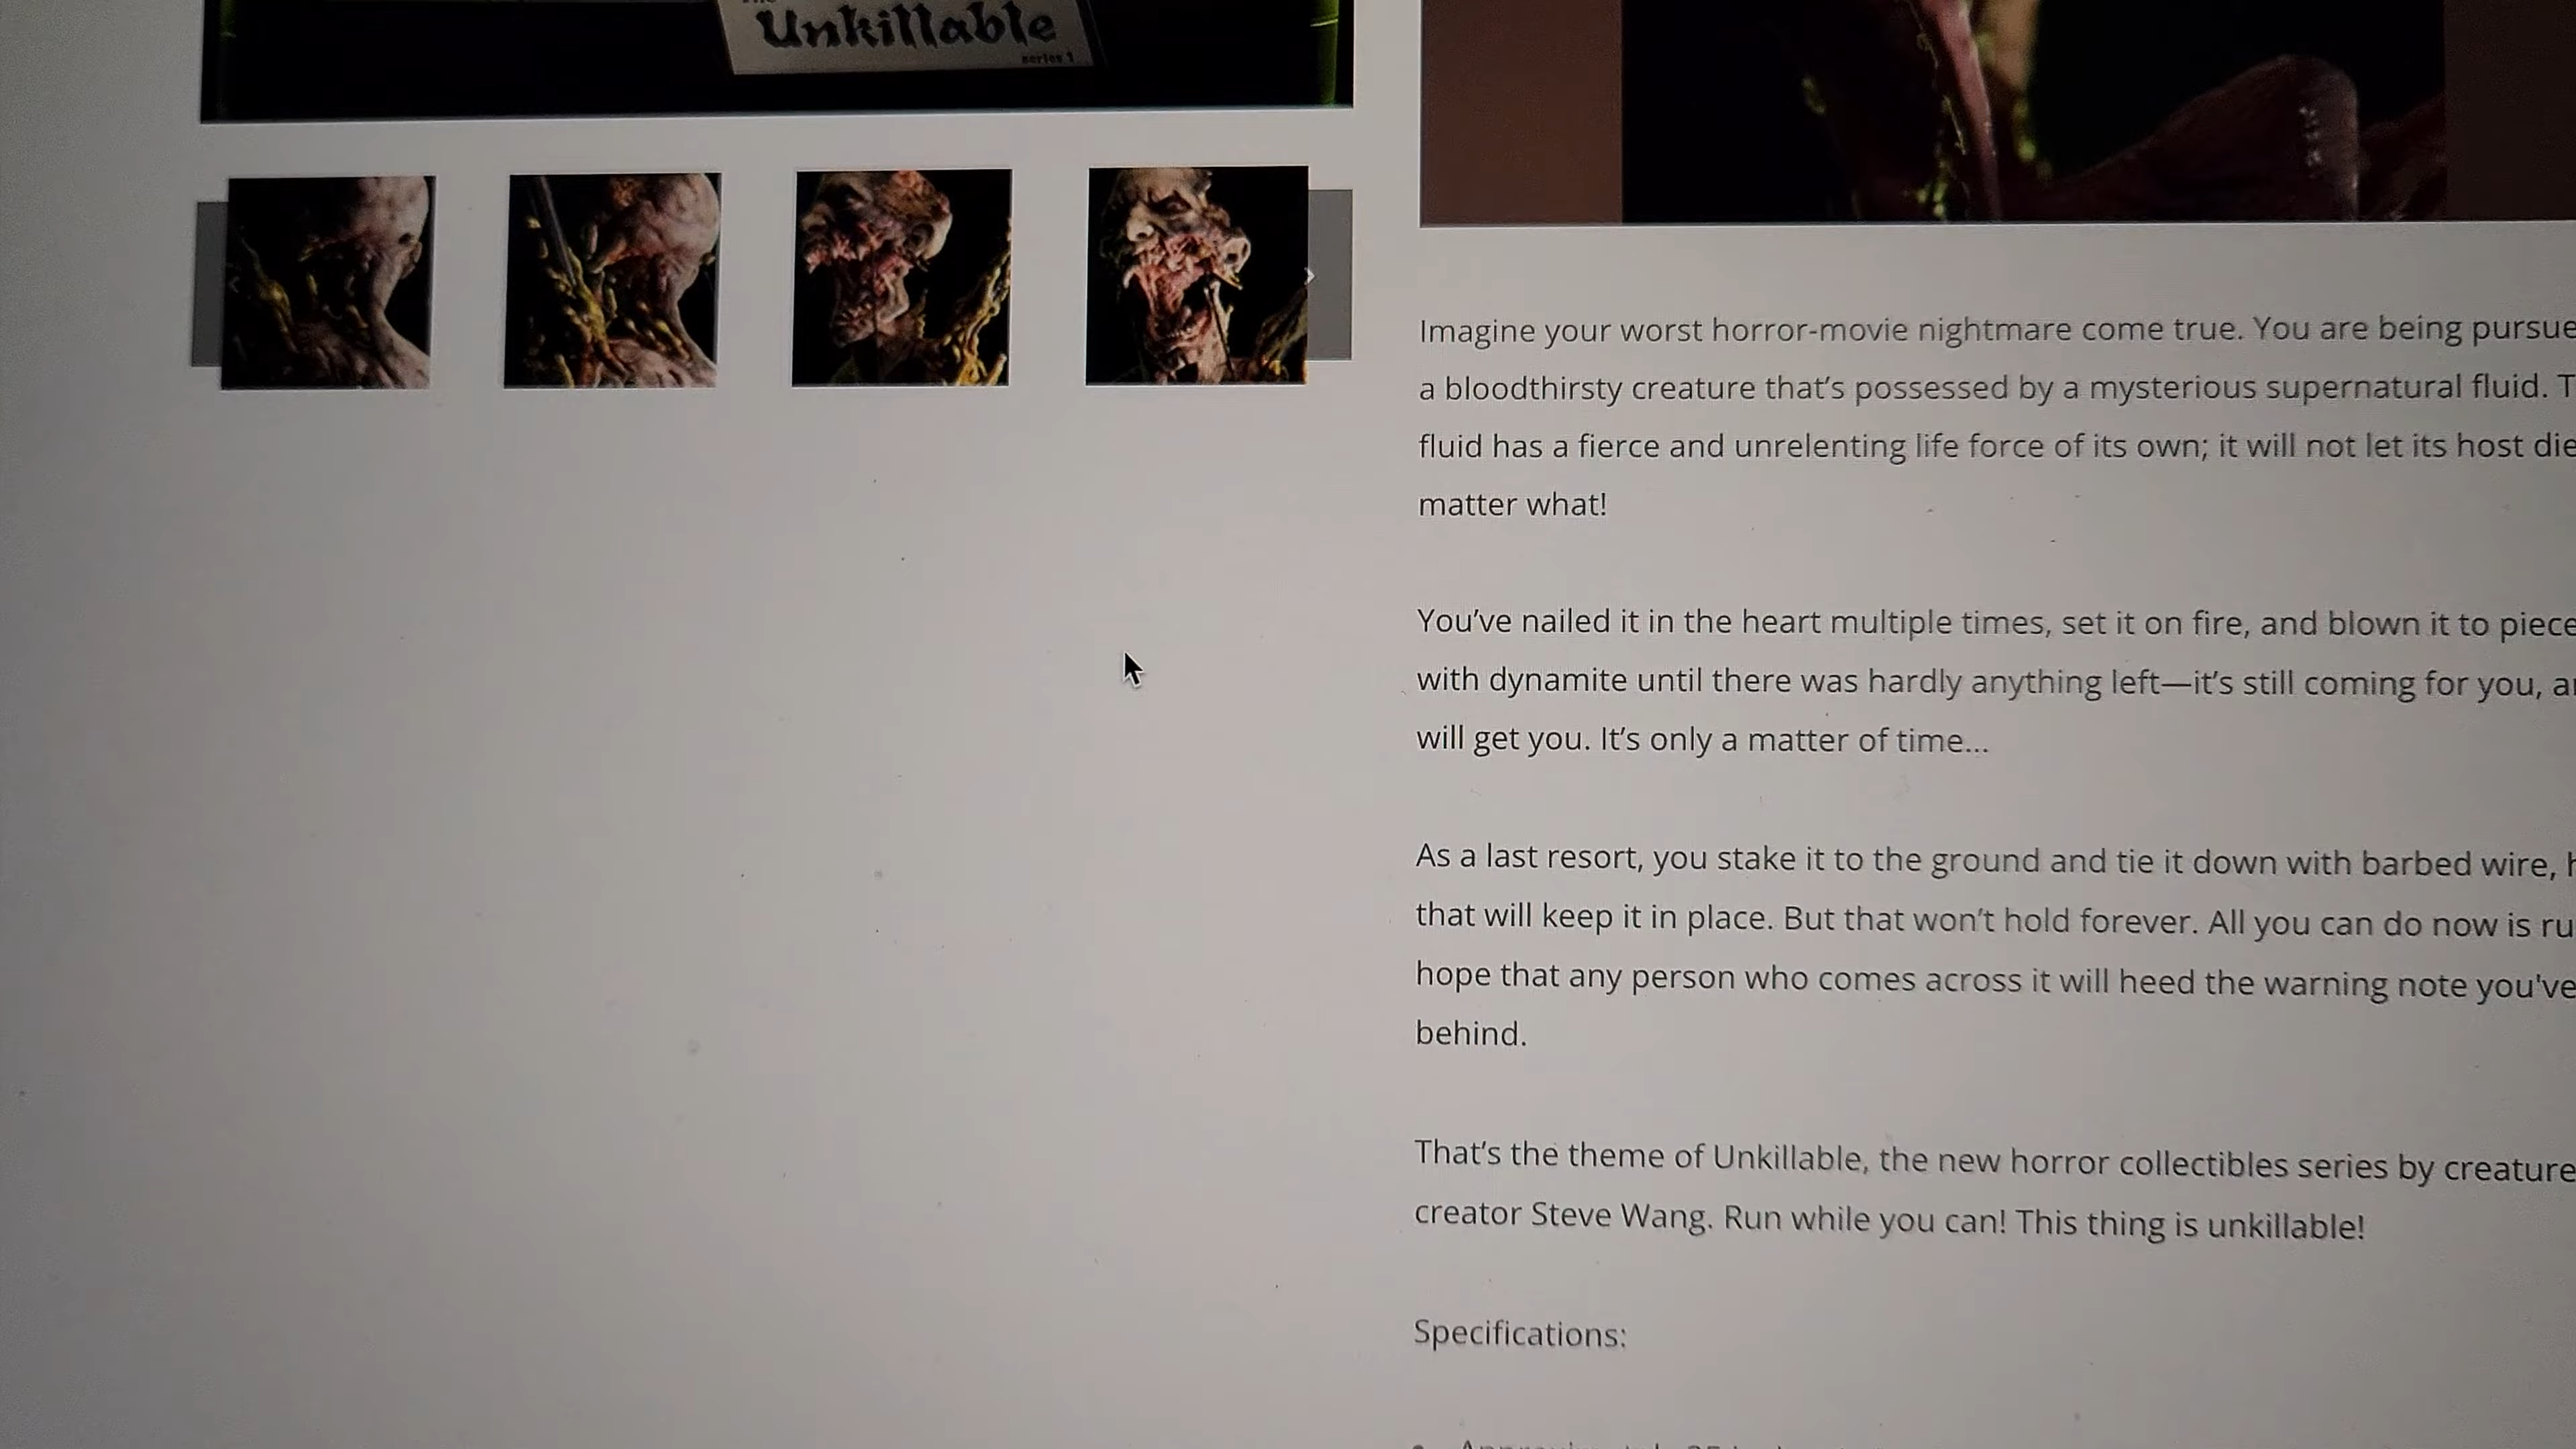 Unkillable
series 1
Imagine your worst horror-movie nightmare come true. You are being pursue
a bloodthirsty creature that's possessed by a mysterious supernatural fluid. T
fluid has a fierce and unrelenting life force of its own; it will not let its host die
matter what!
You've nailed it in the heart multiple times, set it on fire, and blown it to piece
with dynamite until there was hardly anything left—it's still coming for you, a
will get you. It's only a matter of time...
As a last resort, you stake it to the ground and tie it down with barbed wire, h
that will keep it in place. But that won't hold forever. All you can do now is ru
hope that any person who comes across it will heed the warning note you've
behind.
That's the theme of Unkillable, the new horror collectibles series by creature
creator Steve Wang. Run while you can! This thing is unkillable!
Specifications: